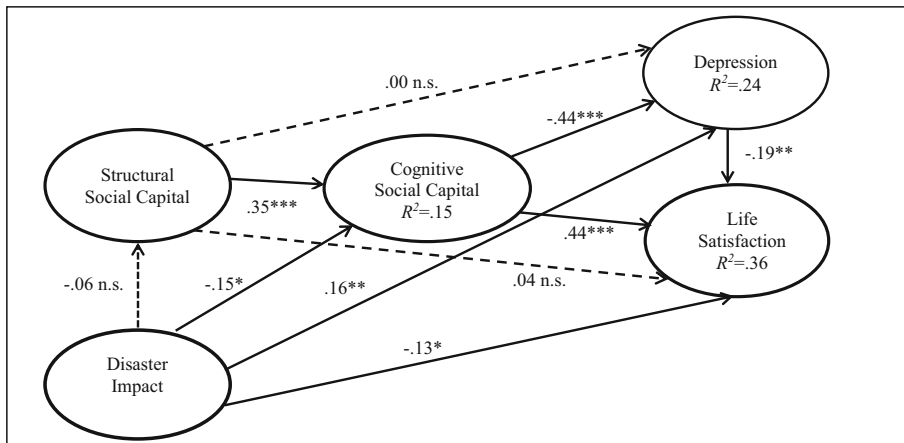 Depression
R²=.24
.00 n.s.
-.44***
-.19**
Structural
Social Capital
Cognitive
Social Capital
R²=.15
.35***
Life
Satisfaction
R²=.36
.44***
-.06 n.s.
-.15*
.16**
.04 n.s.
-.13*
Disaster
Impact